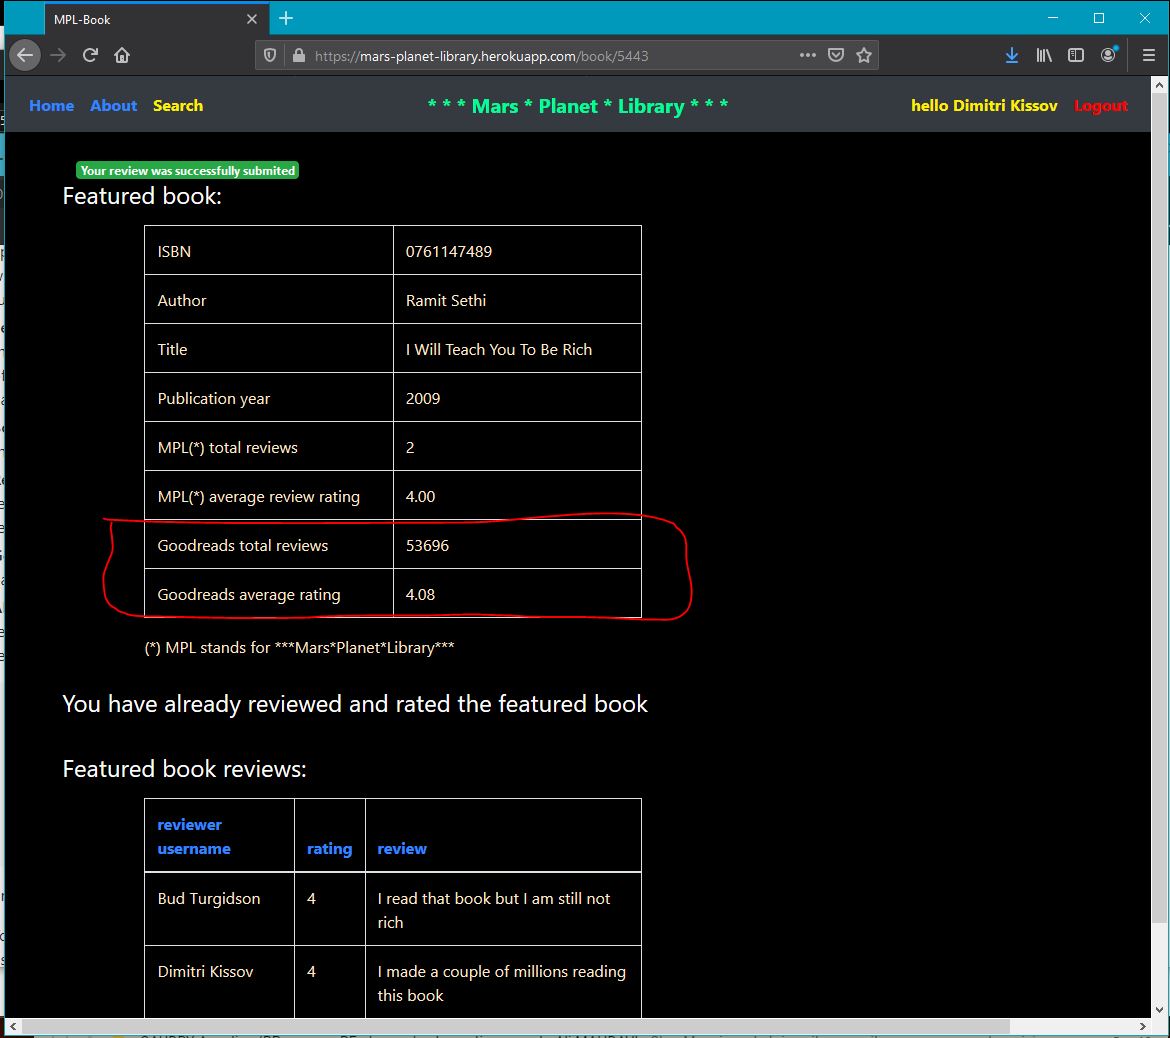 MPL-Book
https://mars-planet-library.herokuapp.com/book/5443
Home About Search * * * Mars * Planet * Library * * * hello Dimitri Kissov Logout
Your review was successfully submited
Featured book:
ISBN 0761147489
Author Ramit Sethi
Title I Will Teach You To Be Rich
Publication year 2009
MPL(*) total reviews 2
MPL(*) average review rating 4.00
Goodreads total reviews 53696
Goodreads average rating 4.08
(*) MPL stands for ***Mars*Planet*Library***
You have already reviewed and rated the featured book
Featured book reviews:
reviewer
username rating review
Bud Turgidson 4 I read that book but I am still not
rich
Dimitri Kissov 4 I made a couple of millions reading
this book